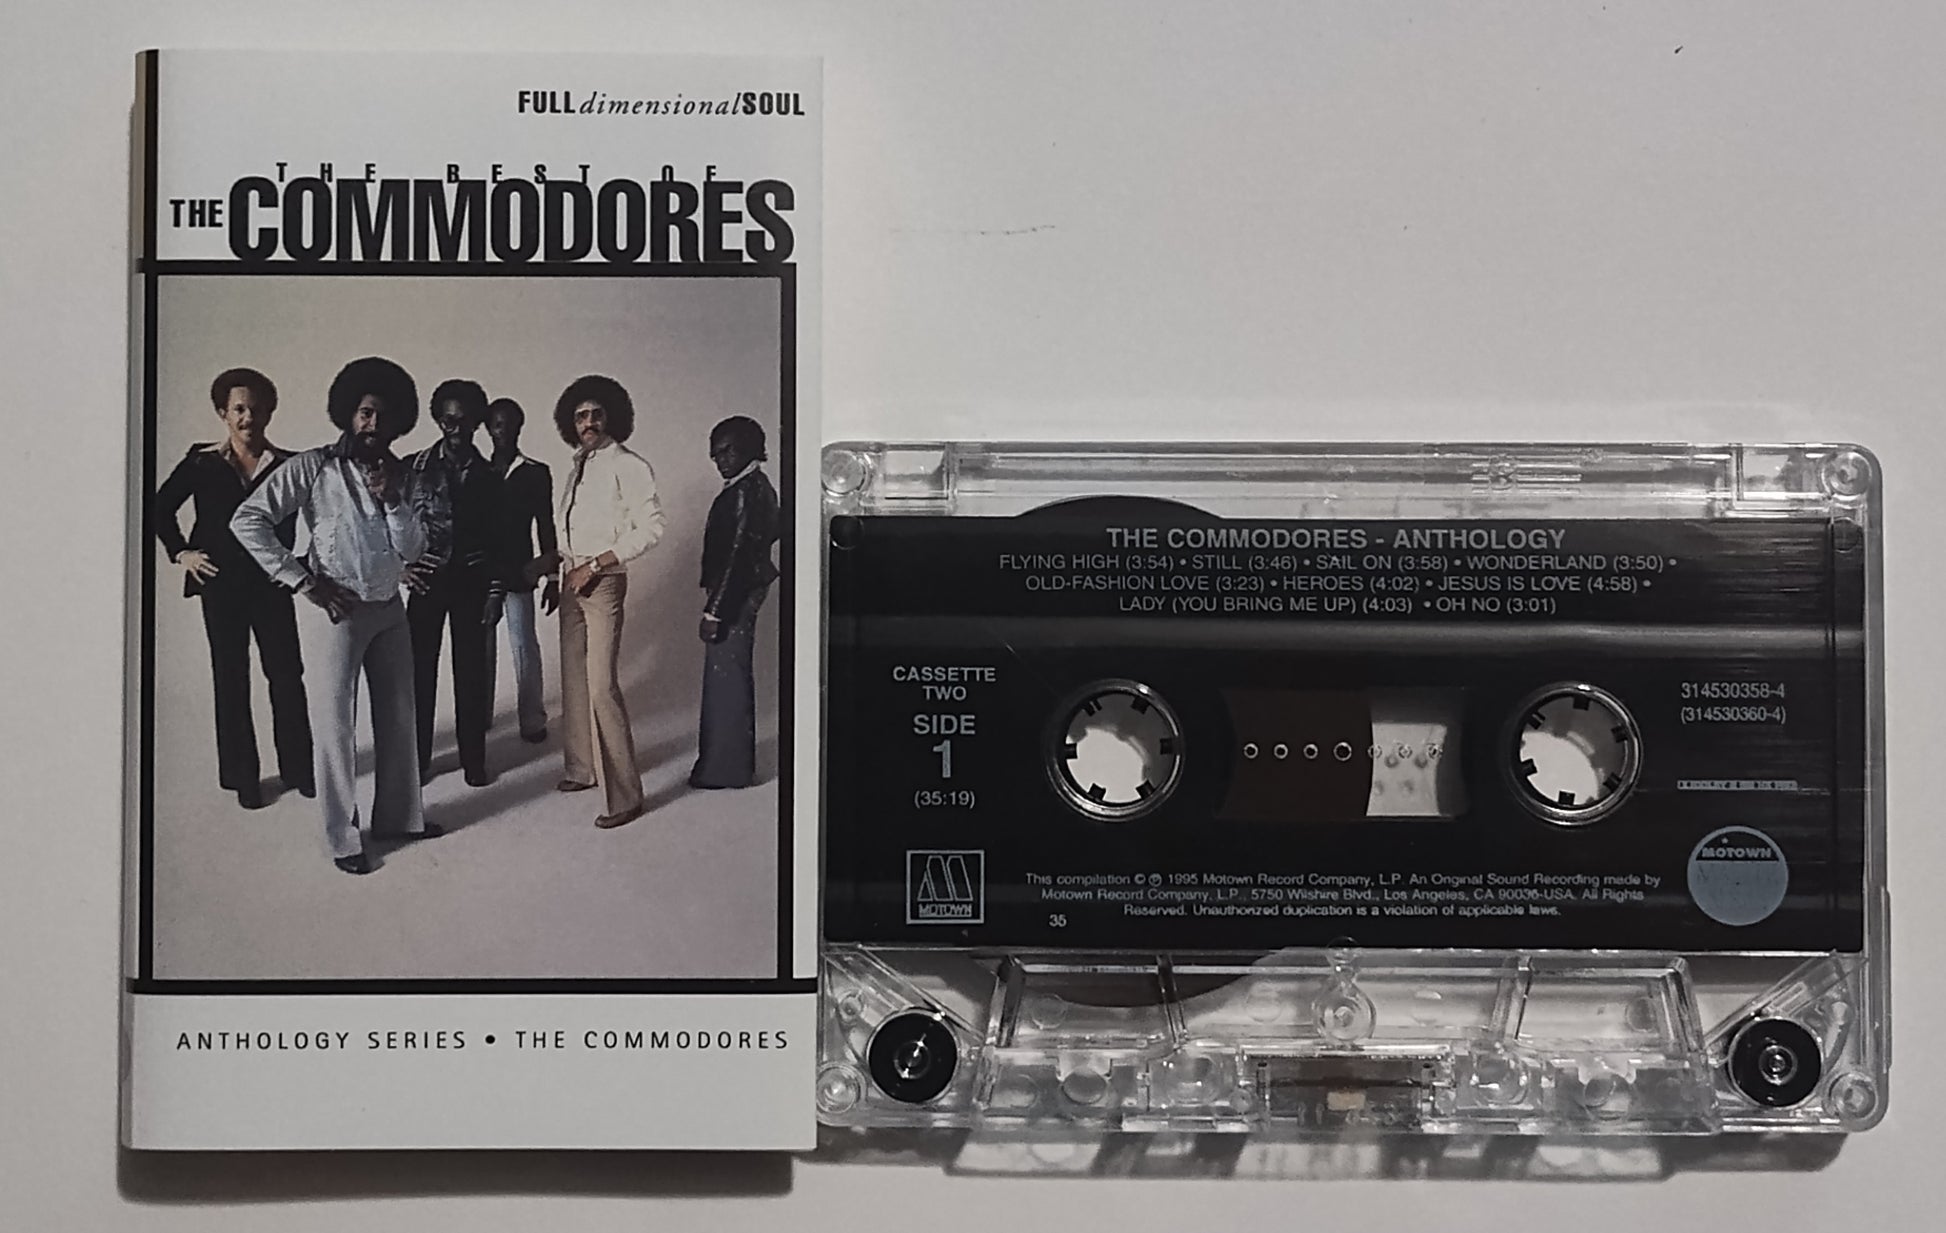 FULLdimensionalSOUL
THE BEST OF
THE COMMODORES
ANTHOLOGY SERIES • THE COMMODORES
THE COMMODORES - ANTHOLOGY
FLYING HIGH (3:54) • STILL (3:46) • SAIL ON (3:58) • WONDERLAND (3:50) •
OLD-FASHION LOVE (3:23) • HEROES (4:02) • JESUS IS LOVE (4:58) •
LADY (YOU BRING ME UP) (4:03) • OH NO (3:01)
CASSETTE
TWO
SIDE
1
(35:19)
314530358-4
(314530360-4)
MOTOWN
MOTOWN
This compilation © ℗ 1995 Motown Record Company, L.P. An Original Sound Recording made by
Motown Record Company, L.P., 5750 Wilshire Blvd., Los Angeles, CA 90036-USA. All Rights
Reserved. Unauthorized duplication is a violation of applicable laws.
35